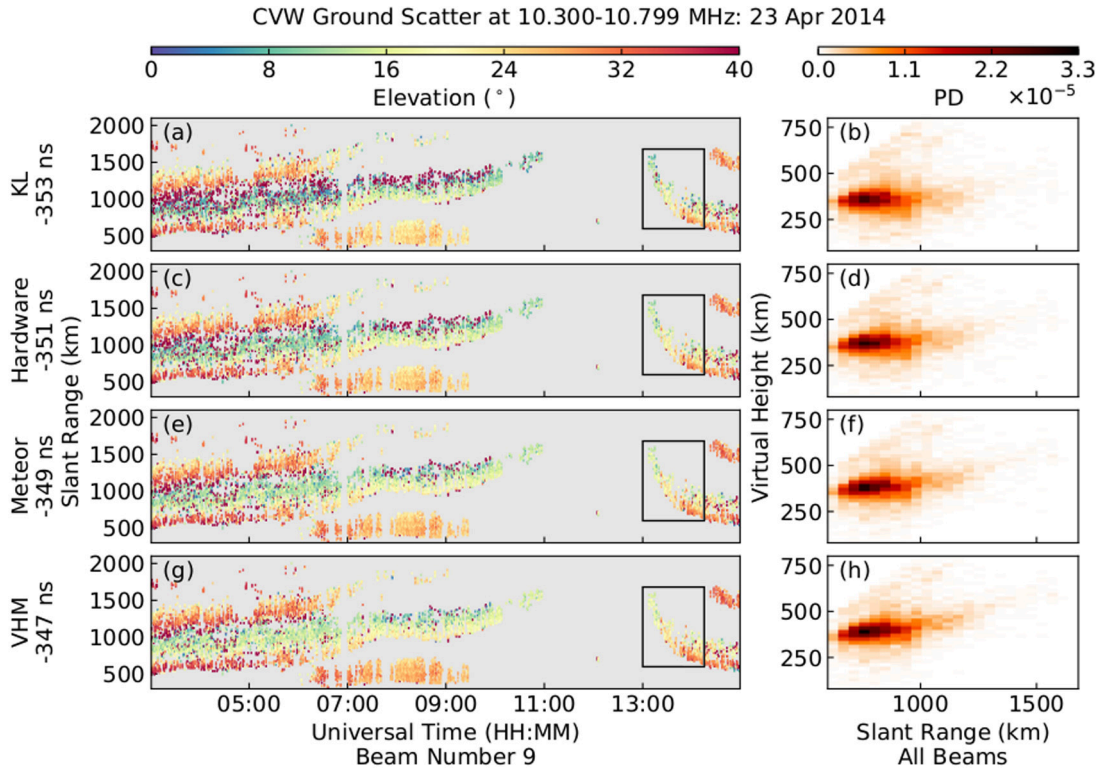 CVW Ground Scatter at 10.300-10.799 MHz: 23 Apr 2014
0 8 16 24 32 40
Elevation (°)
0.0 1.1 2.2 3.3
PD ×10⁻⁵
KL
-353 ns
2000
1500
1000
500
(a)
750
500
250
(b)
Hardware
-351 ns
Slant Range (km)
2000
1500
1000
500
(c)
Virtual Height (km)
750
500
250
(d)
Meteor
-349 ns
2000
1500
1000
500
(e)
750
500
250
(f)
VHM
-347 ns
2000
1500
1000
500
(g)
750
500
250
(h)
05:00 07:00 09:00 11:00 13:00
Universal Time (HH:MM)
Beam Number 9
1000 1500
Slant Range (km)
All Beams